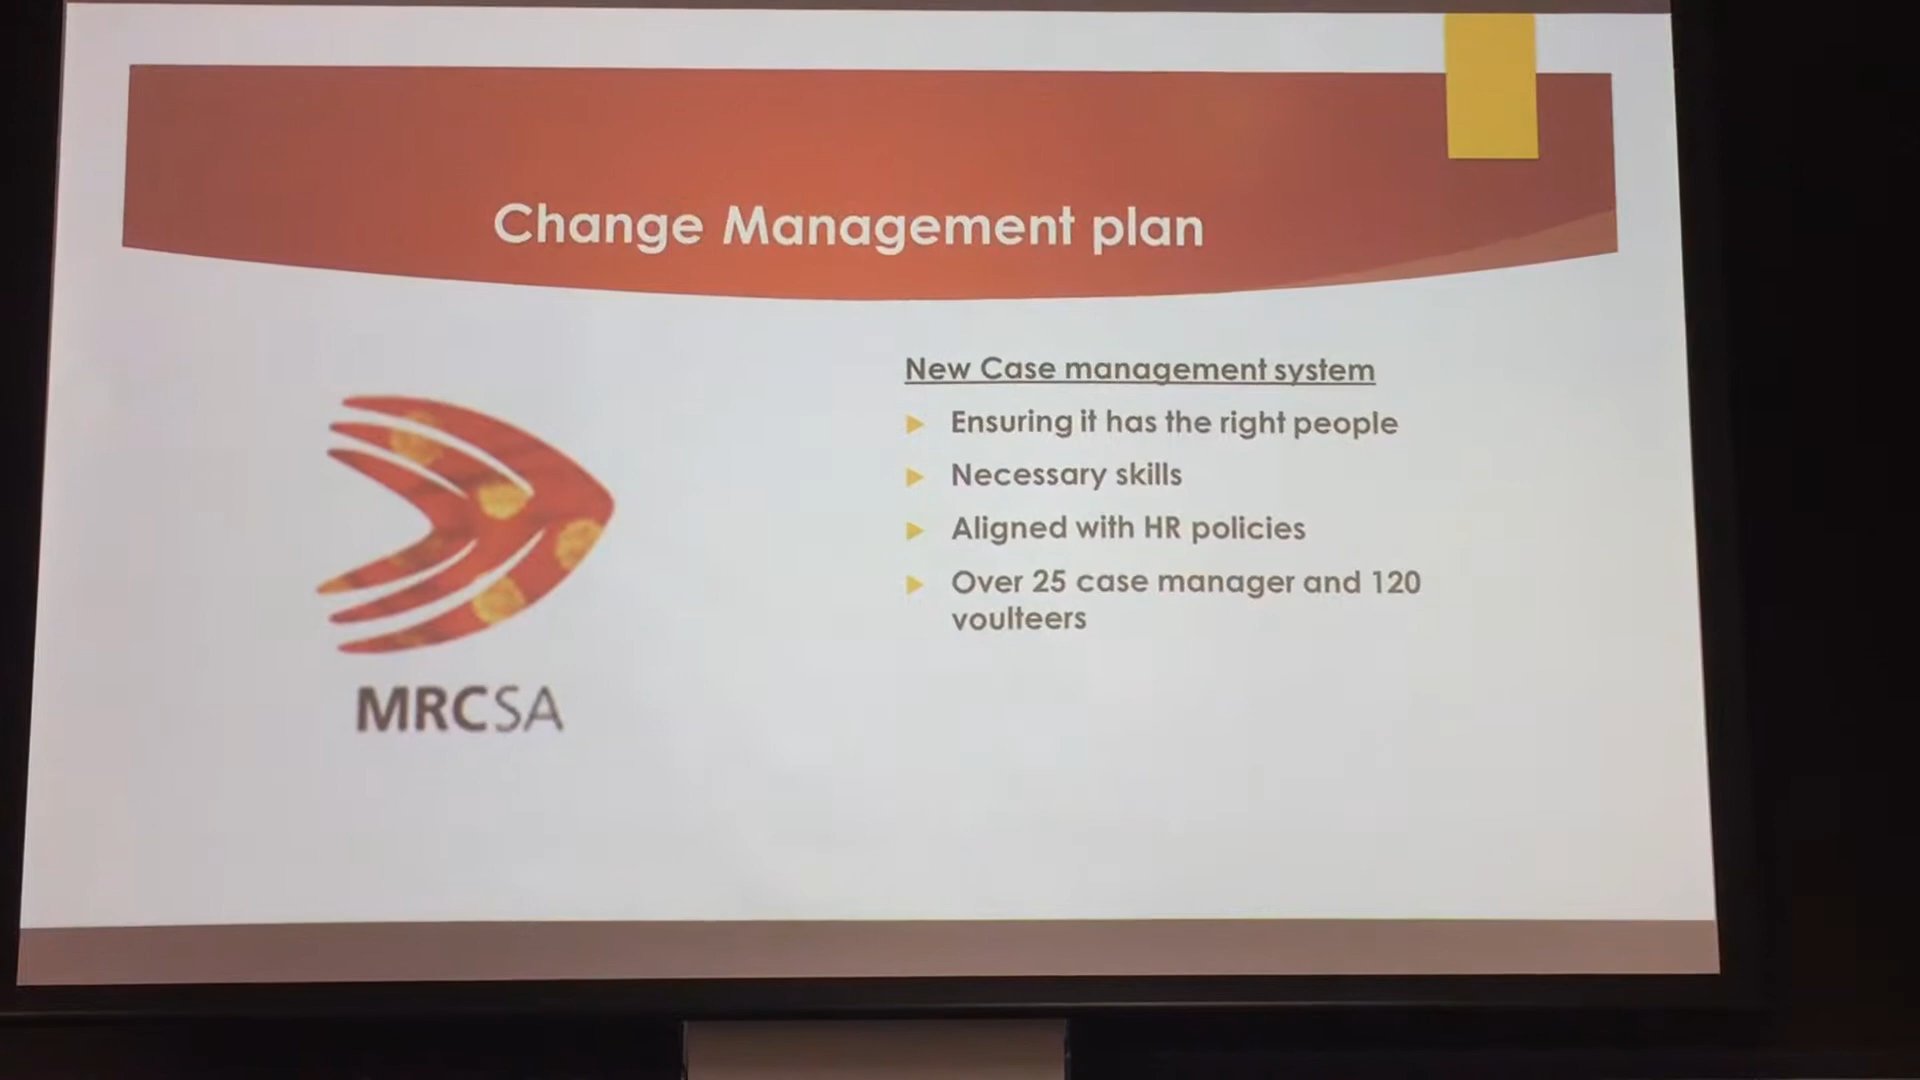 Change Management plan
New Case management system
Ensuring it has the right people
Necessary skills
Aligned with HR policies
Over 25 case manager and 120
voulteers
MRCSA